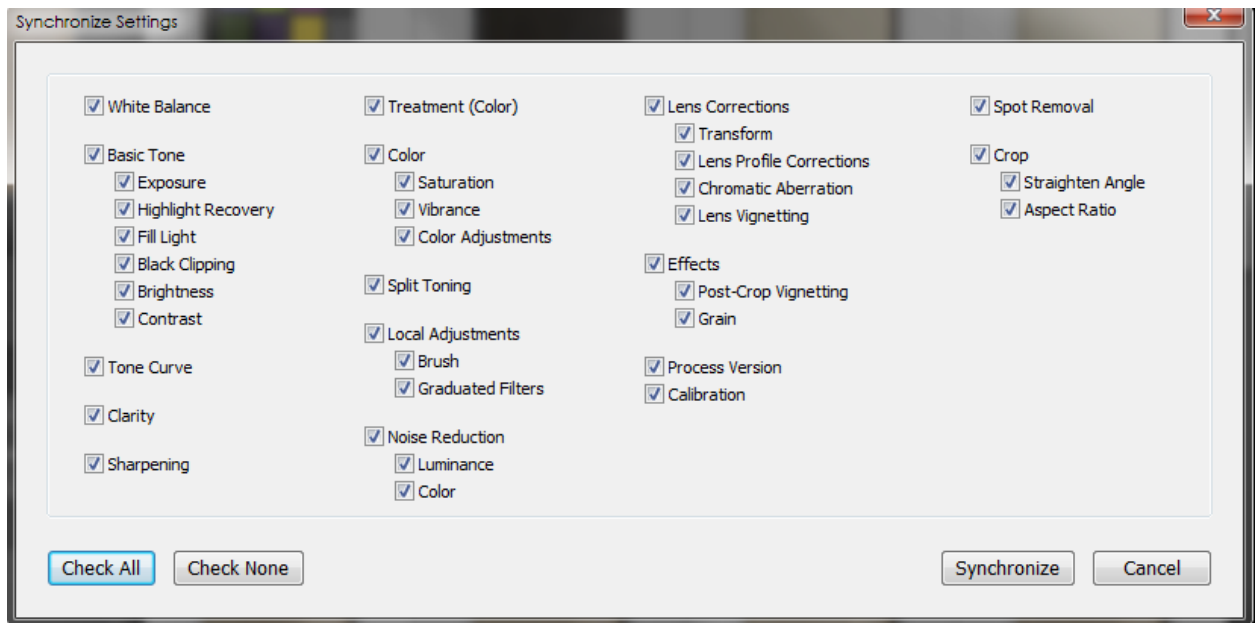 Synchronize Settings
White Balance
Basic Tone
Exposure
Highlight Recovery
Fill Light
Black Clipping
Brightness
Contrast
Tone Curve
Clarity
Sharpening
Treatment (Color)
Color
Saturation
Vibrance
Color Adjustments
Split Toning
Local Adjustments
Brush
Graduated Filters
Noise Reduction
Luminance
Color
Lens Corrections
Transform
Lens Profile Corrections
Chromatic Aberration
Lens Vignetting
Effects
Post-Crop Vignetting
Grain
Process Version
Calibration
Spot Removal
Crop
Straighten Angle
Aspect Ratio
Check All
Check None
Synchronize
Cancel